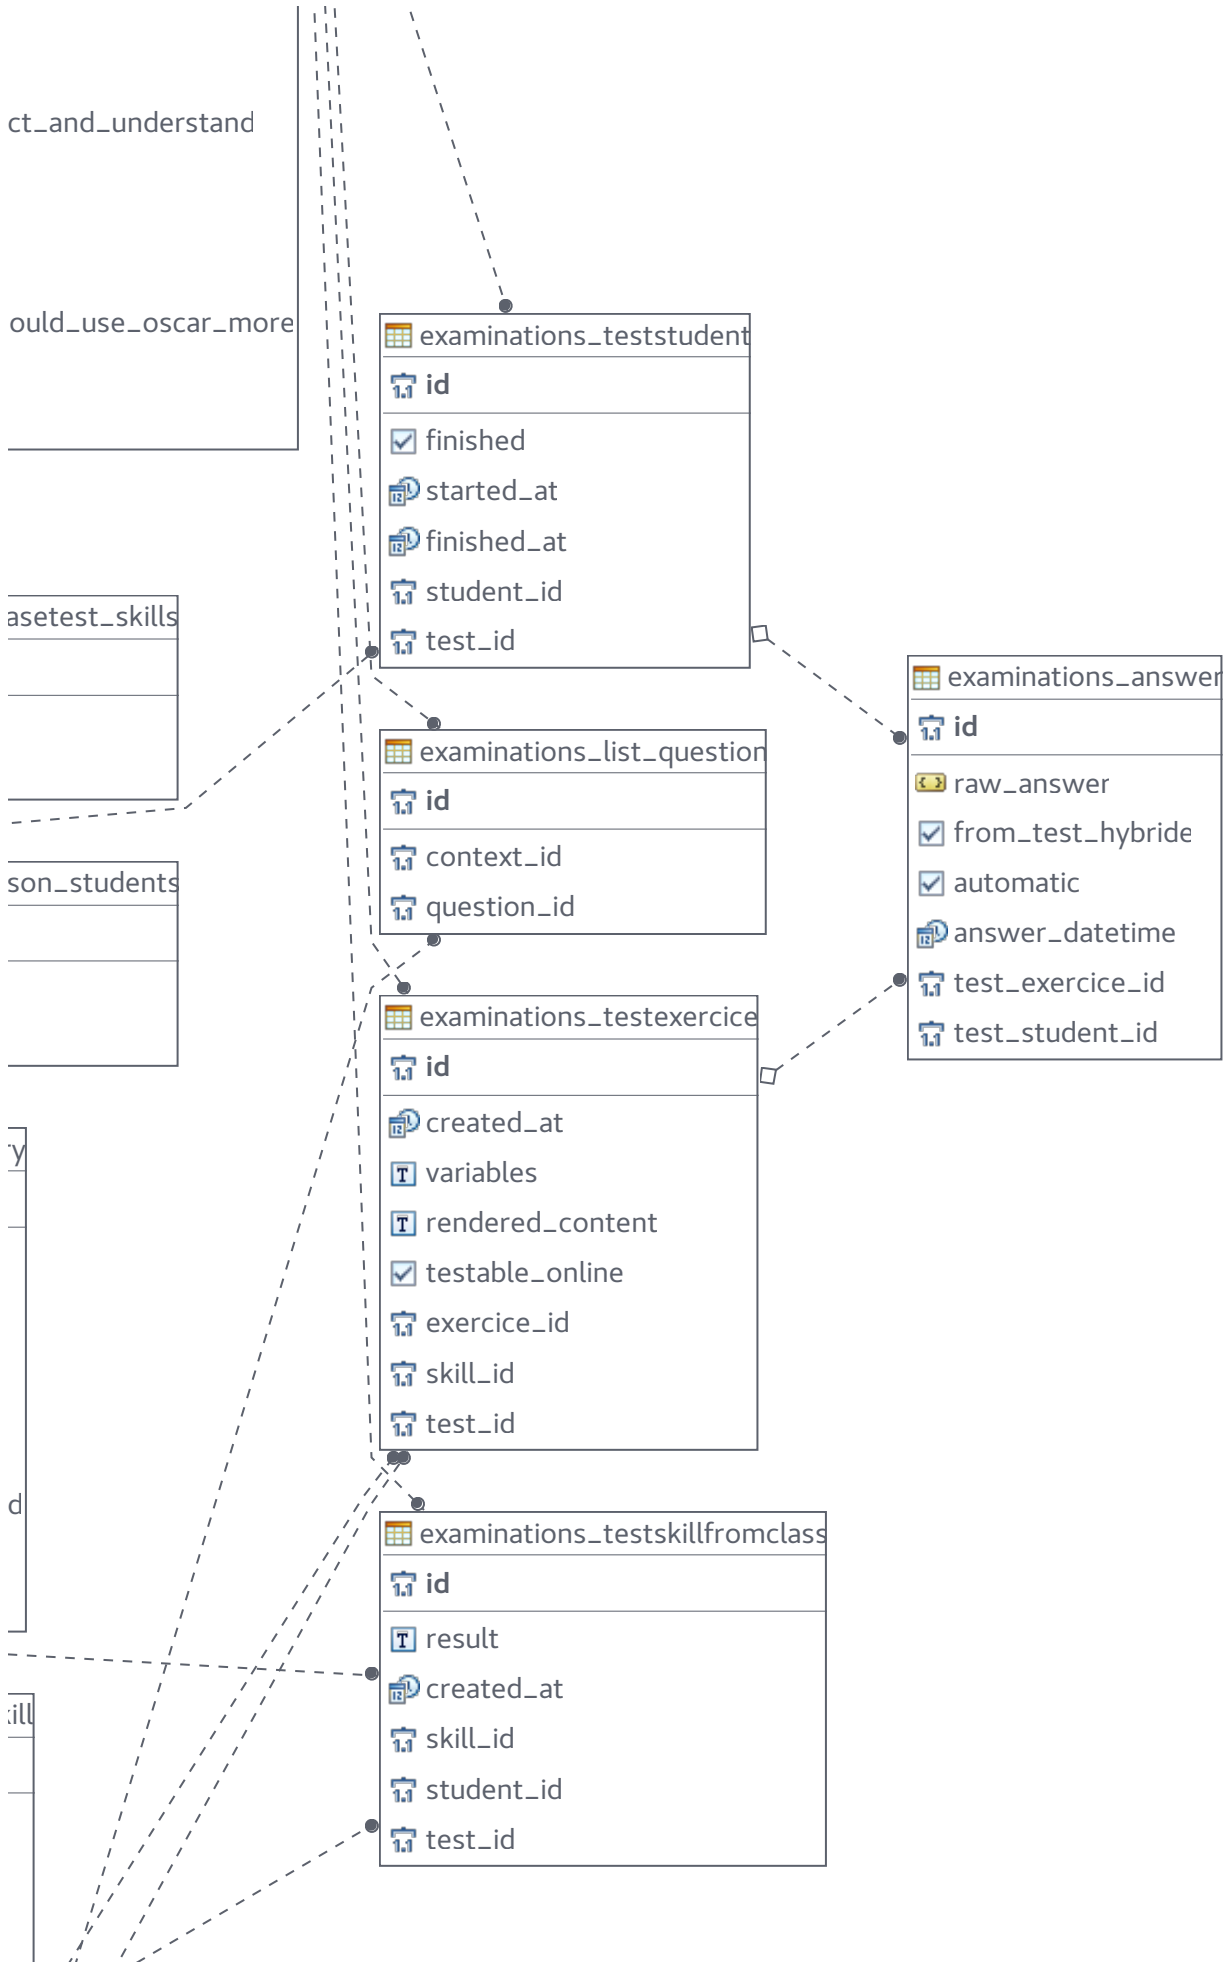 ct_and_understand
ould_use_oscar_more
asetest_skills
son_students
ry
d
kill
examinations_teststudent
id
finished
started_at
finished_at
student_id
test_id
examinations_list_question
id
context_id
question_id
examinations_testexercice
id
created_at
variables
rendered_content
testable_online
exercice_id
skill_id
test_id
examinations_testskillfromclass
id
result
created_at
skill_id
student_id
test_id
examinations_answer
id
raw_answer
from_test_hybride
automatic
answer_datetime
test_exercice_id
test_student_id